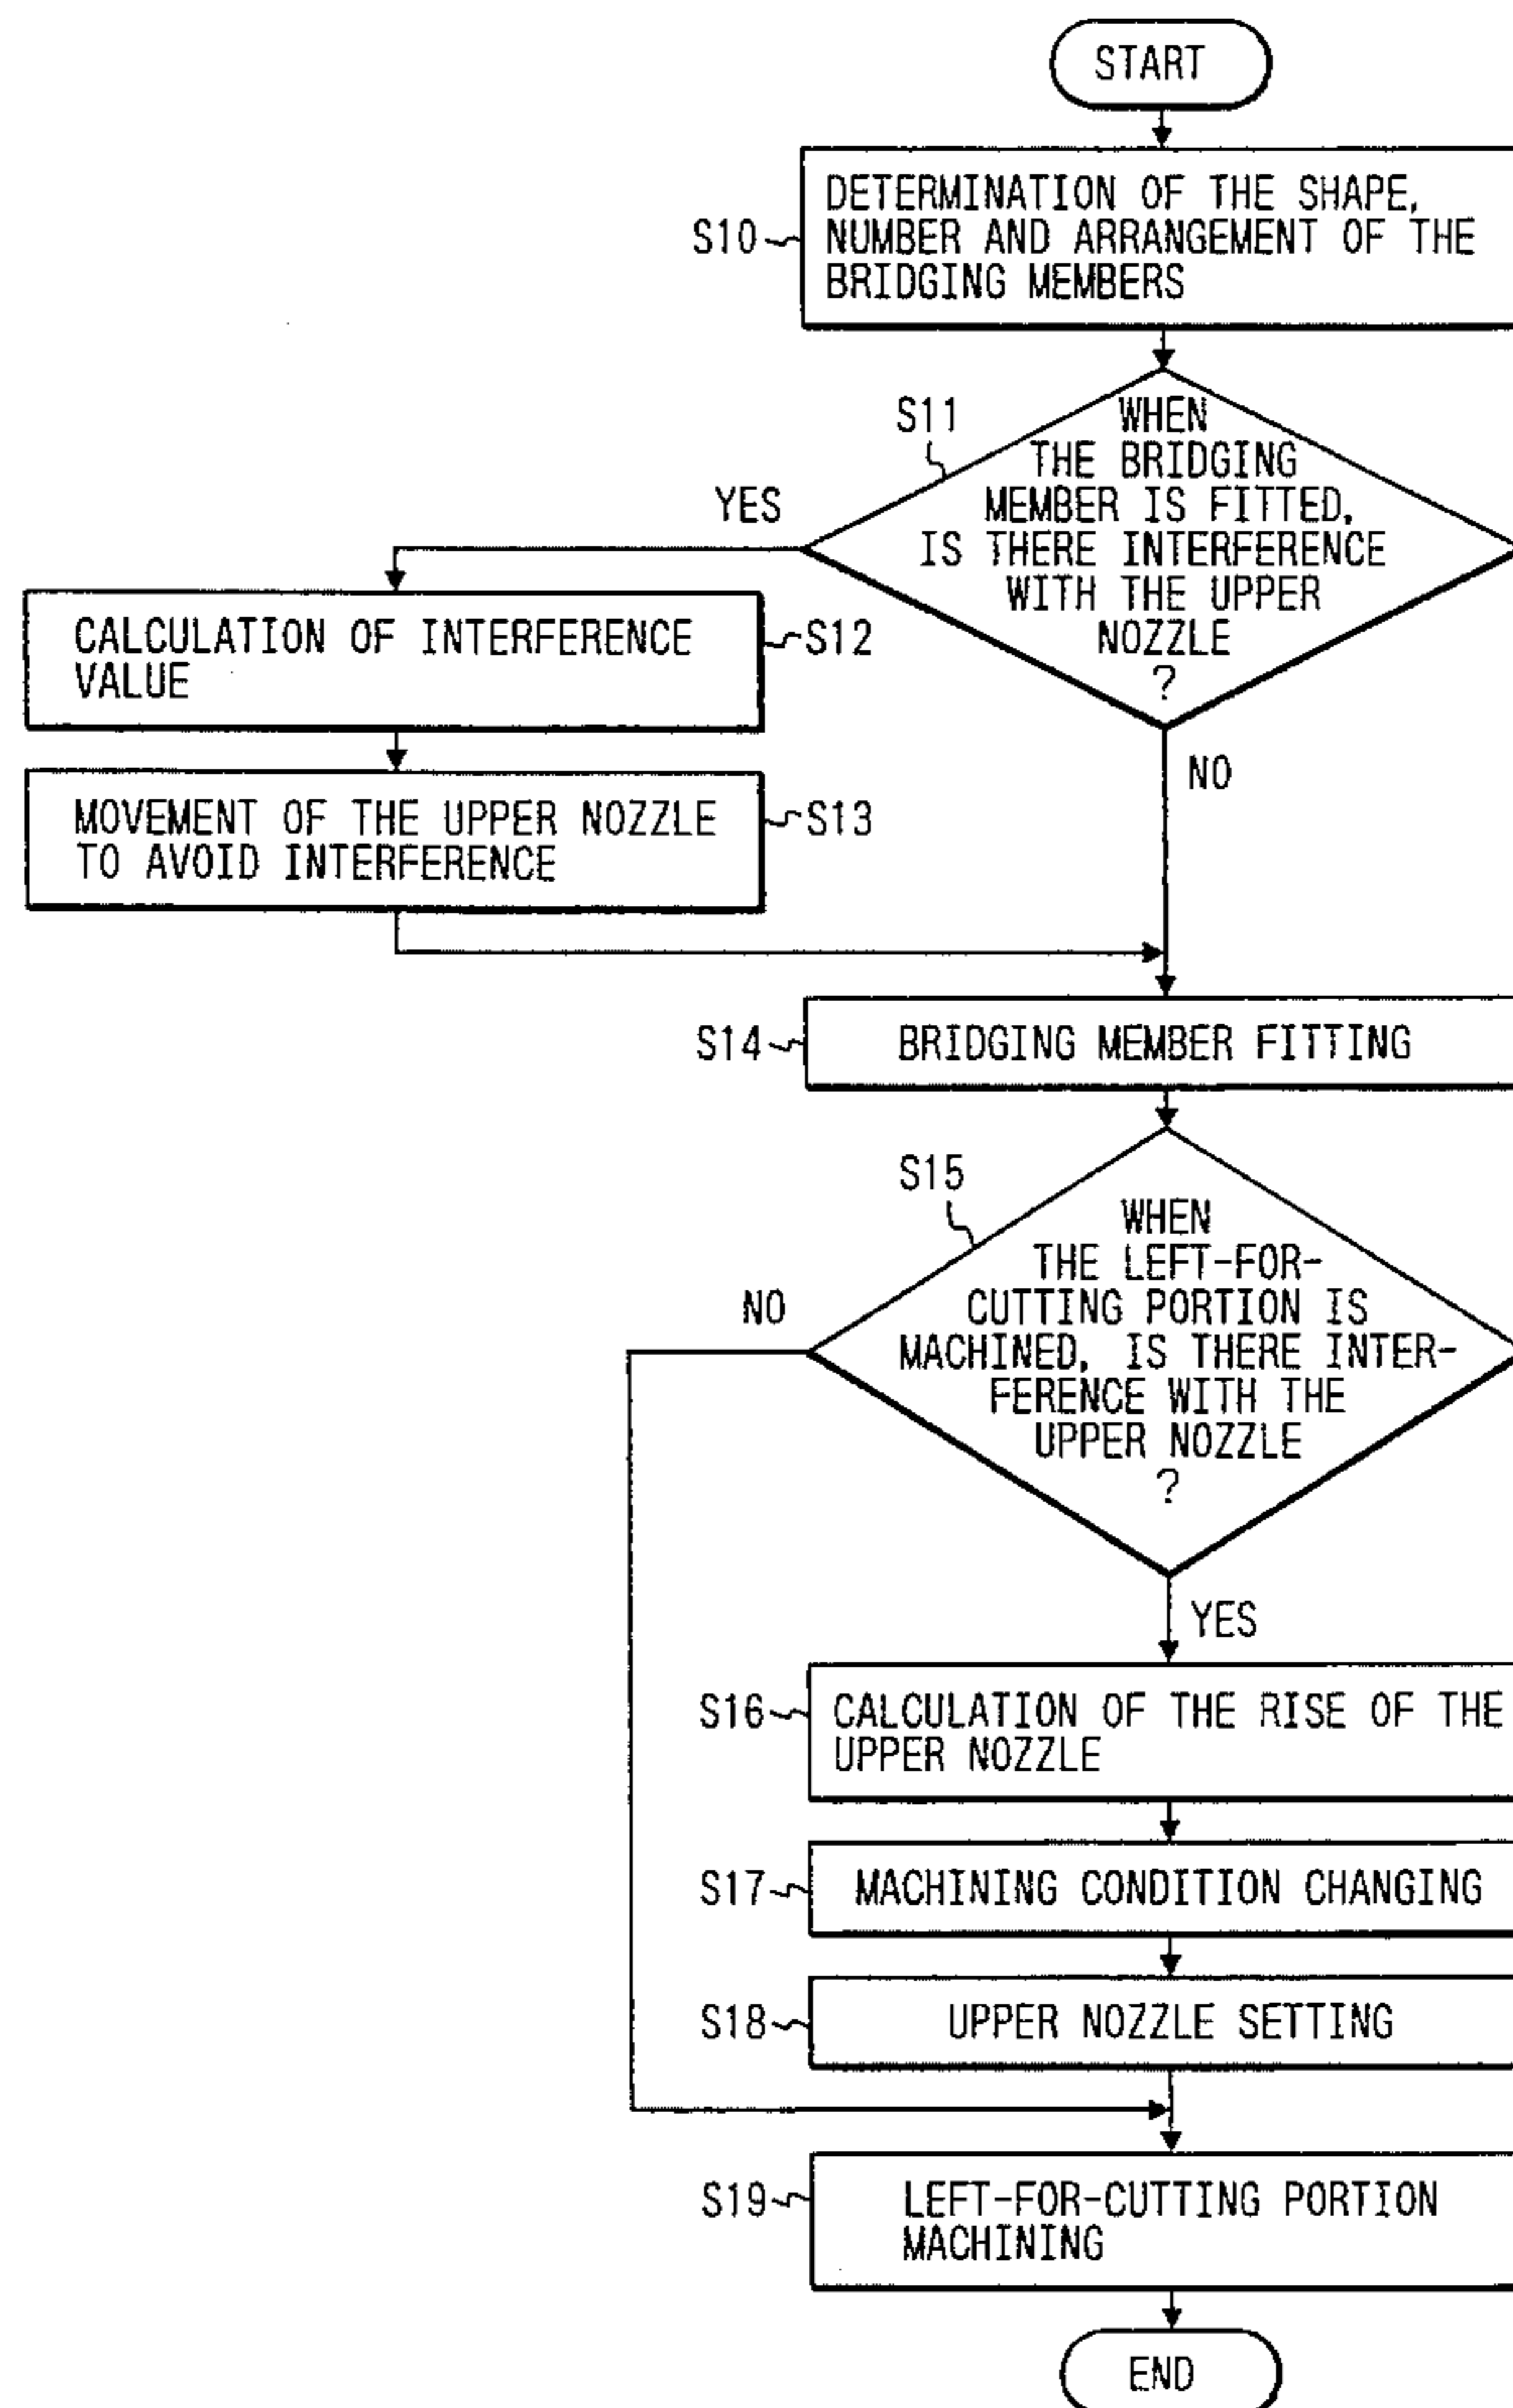 START
S10
DETERMINATION OF THE SHAPE,
NUMBER AND ARRANGEMENT OF THE
BRIDGING MEMBERS
S11
WHEN
THE BRIDGING
MEMBER IS FITTED,
IS THERE INTERFERENCE
WITH THE UPPER
NOZZLE
?
YES
NO
CALCULATION OF INTERFERENCE
VALUE
S12
MOVEMENT OF THE UPPER NOZZLE
TO AVOID INTERFERENCE
S13
S14
BRIDGING MEMBER FITTING
S15
WHEN
THE LEFT-FOR-
CUTTING PORTION IS
MACHINED, IS THERE INTER-
FERENCE WITH THE
UPPER NOZZLE
?
NO
YES
S16
CALCULATION OF THE RISE OF THE
UPPER NOZZLE
S17
MACHINING CONDITION CHANGING
S18
UPPER NOZZLE SETTING
S19
LEFT-FOR-CUTTING PORTION
MACHINING
END